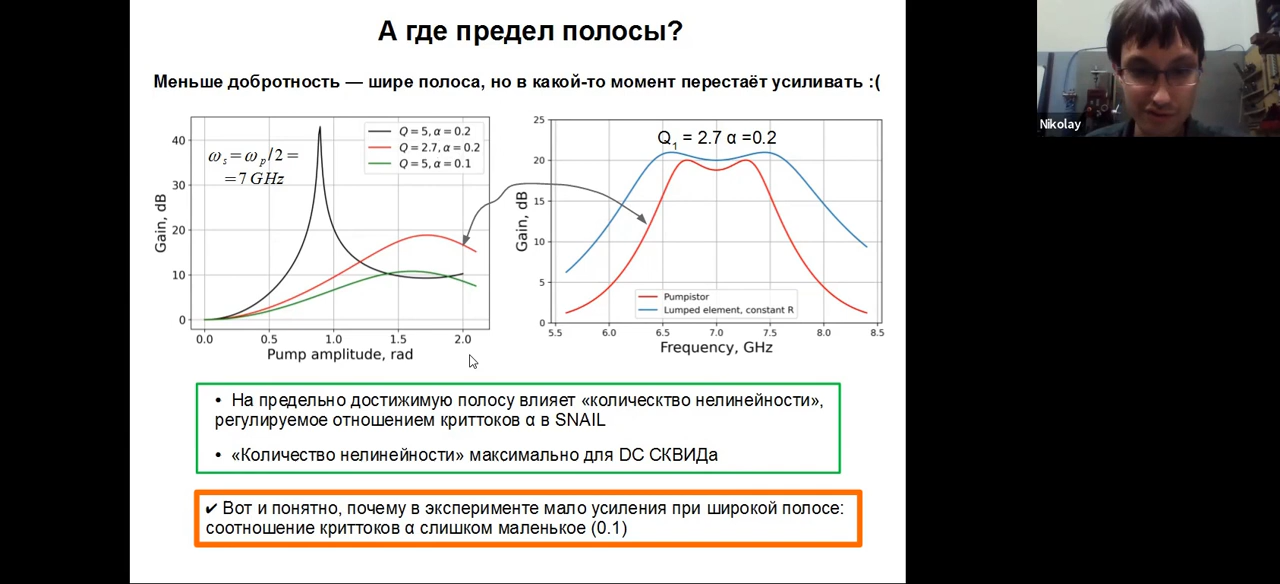 А где предел полосы?
Меньше добротность — шире полоса, но в какой-то момент перестаёт усиливать :(
Nikolay
40
30
20
10
0
Gain, dB
ω_s = ω_p / 2 =
= 7 GHz
Q = 5, α = 0.2
Q = 2.7, α = 0.2
Q = 5, α = 0.1
0.0 0.5 1.0 1.5 2.0
Pump amplitude, rad
25
20
15
10
5
0
Gain, dB
Q₁ = 2.7 α =0.2
Pumpistor
Lumped element, constant R
5.5 6.0 6.5 7.0 7.5 8.0 8.5
Frequency, GHz
• На предельно достижимую полосу влияет «колическтво нелинейности»,
регулируемое отношением криттоков α в SNAIL
• «Количество нелинейности» максимально для DC СКВИДа
✔ Вот и понятно, почему в эксперименте мало усиления при широкой полосе:
соотношение криттоков α слишком маленькое (0.1)